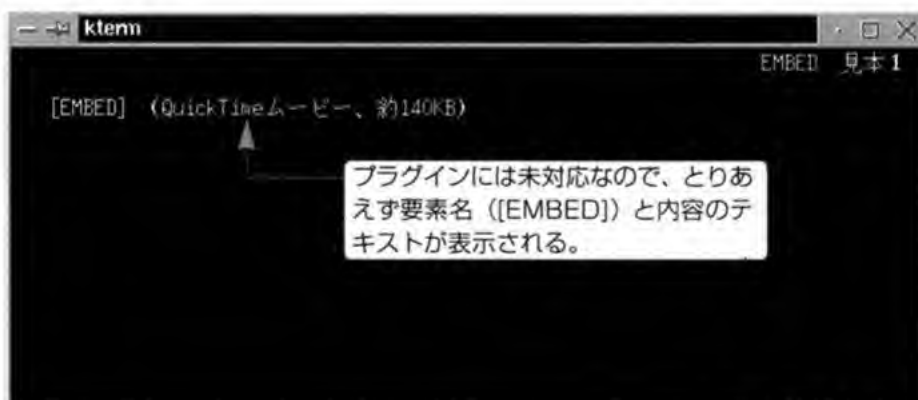 kterm
EMBED 見本1
[EMBED] (QuickTimeムービー、約140KB)
プラグインには未対応なので、とりあ
えず要素名（[EMBED]）と内容のテ
キストが表示される。